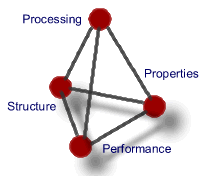 Processing
Properties
Structure
Performance